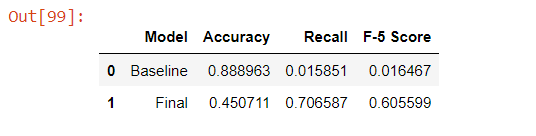 Out[99]:
Model Accuracy Recall F-5 Score
0 Baseline 0.888963 0.015851 0.016467
1 Final 0.450711 0.706587 0.605599